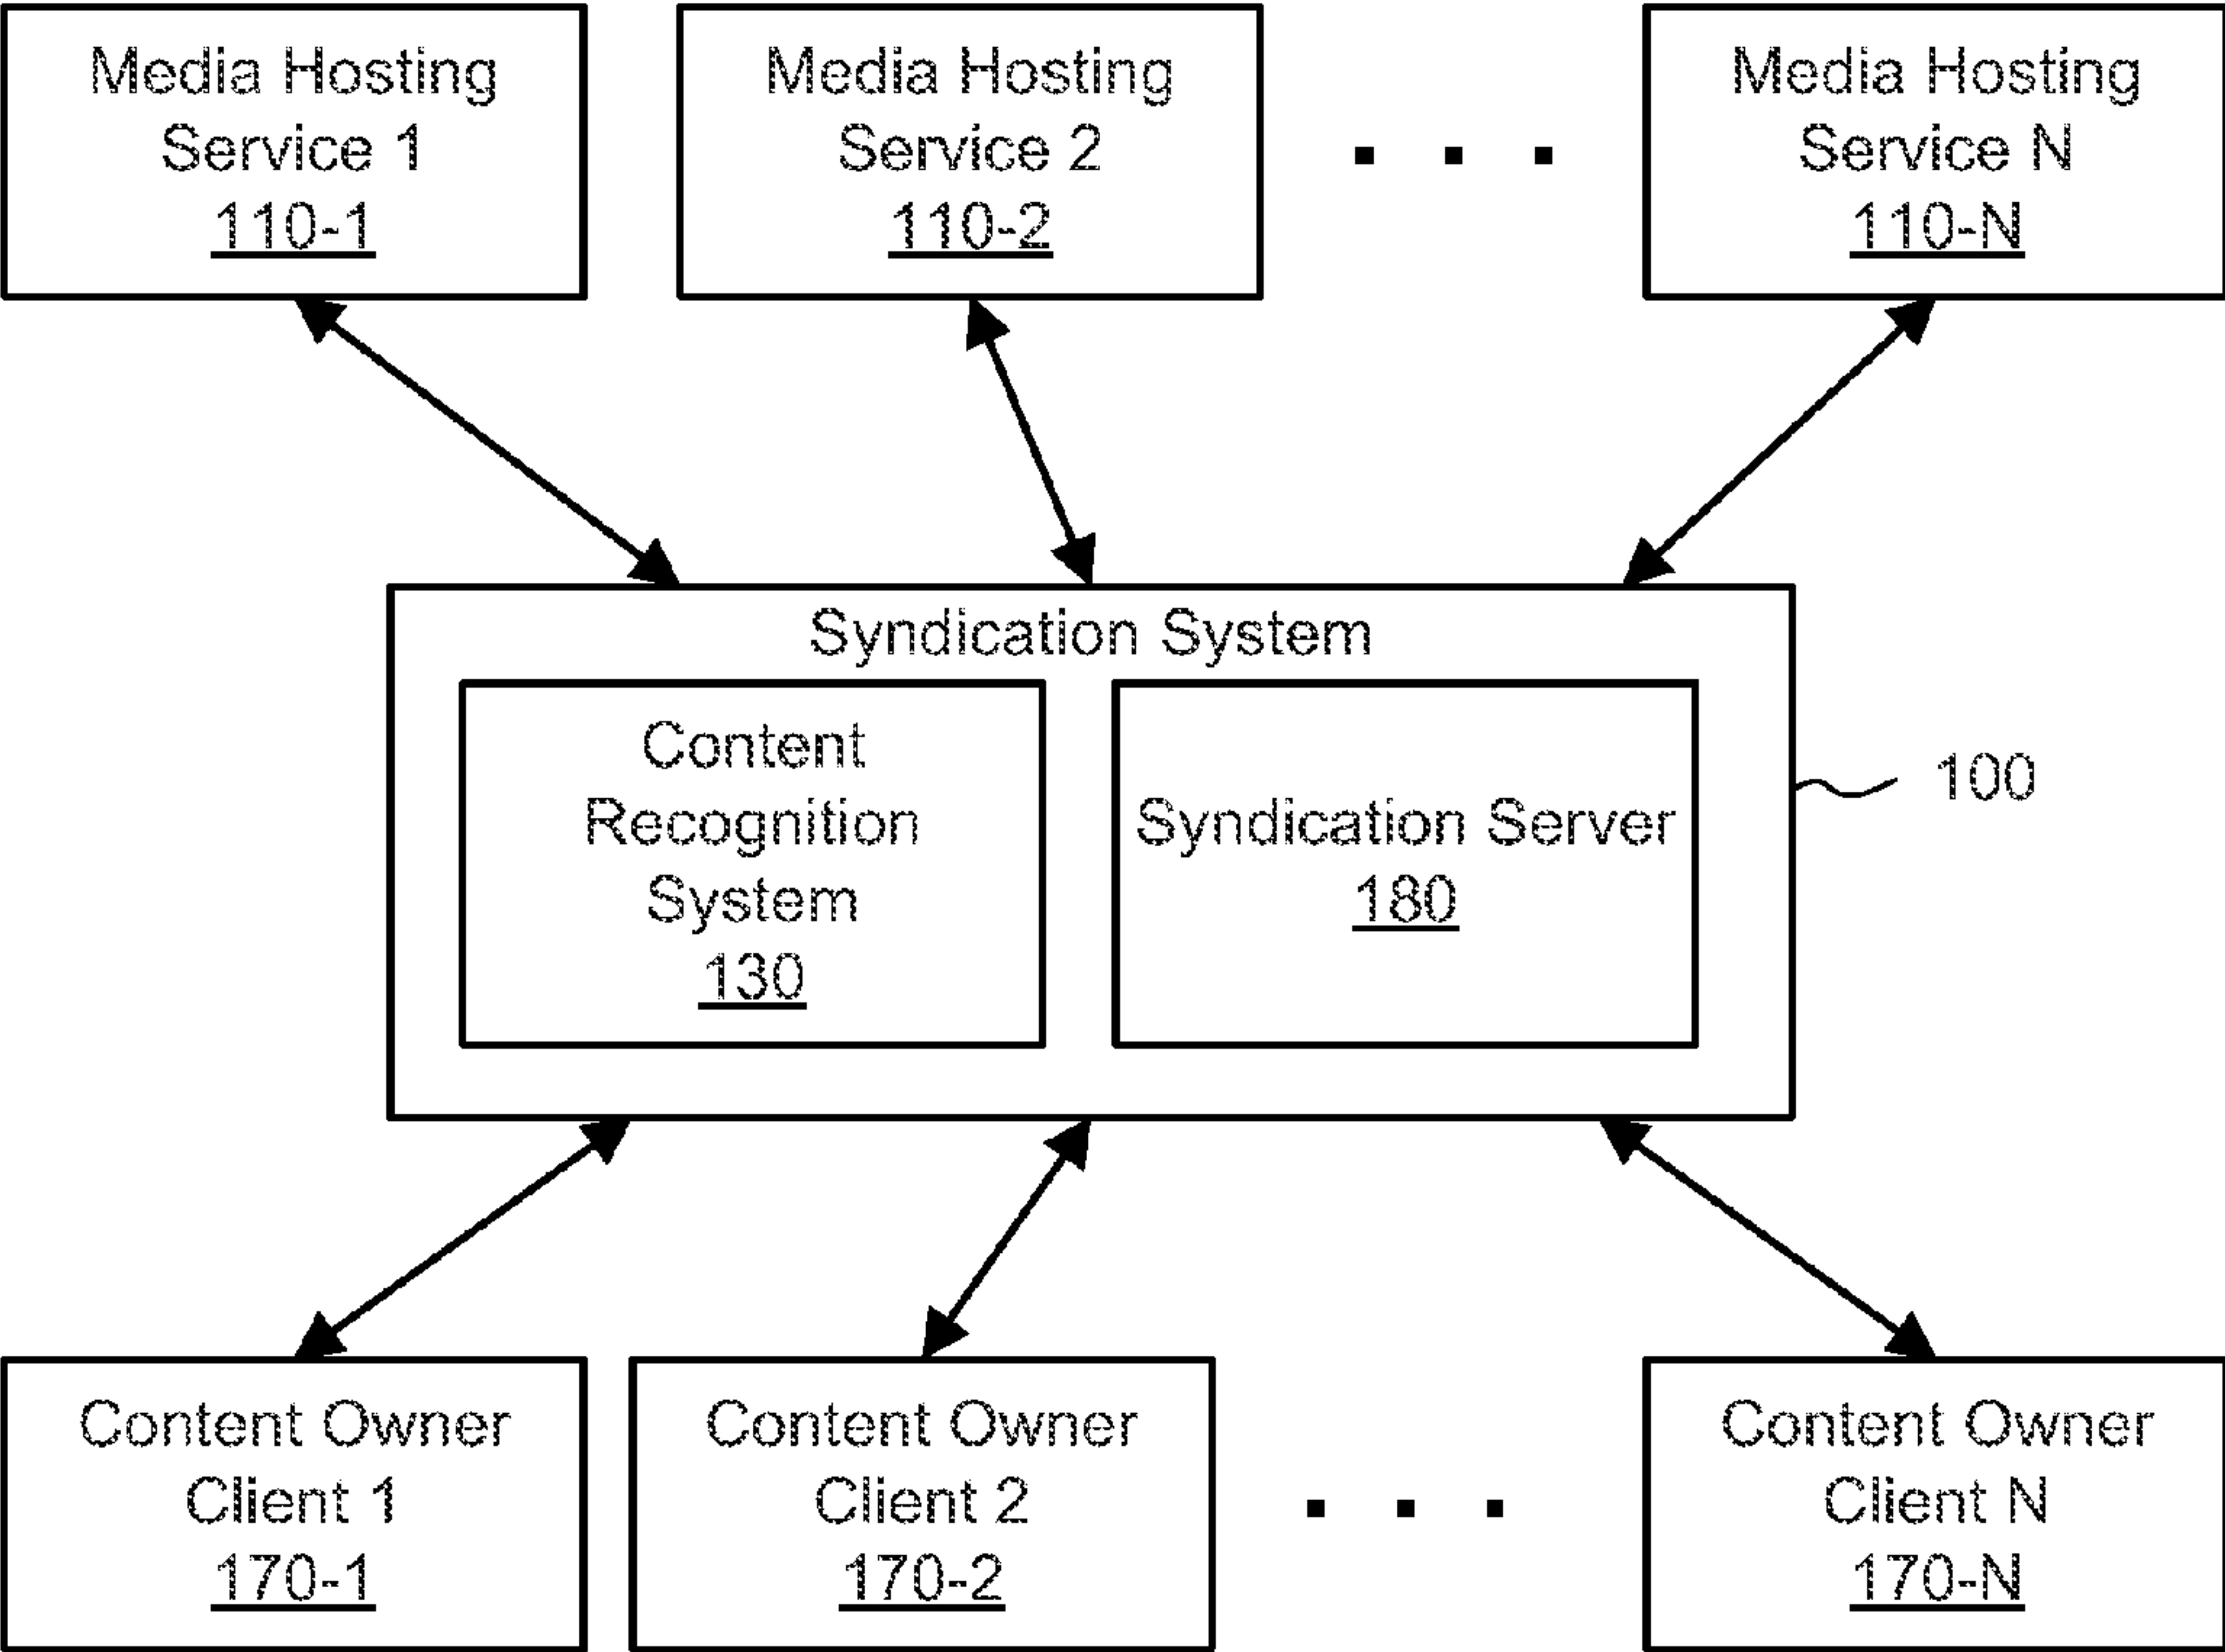 Media Hosting
Service 1
110-1
Media Hosting
Service 2
110-2
. . .
Media Hosting
Service N
110-N
Syndication System
Content
Recognition
System
130
Syndication Server
180
100
Content Owner
Client 1
170-1
Content Owner
Client 2
170-2
. . .
Content Owner
Client N
170-N